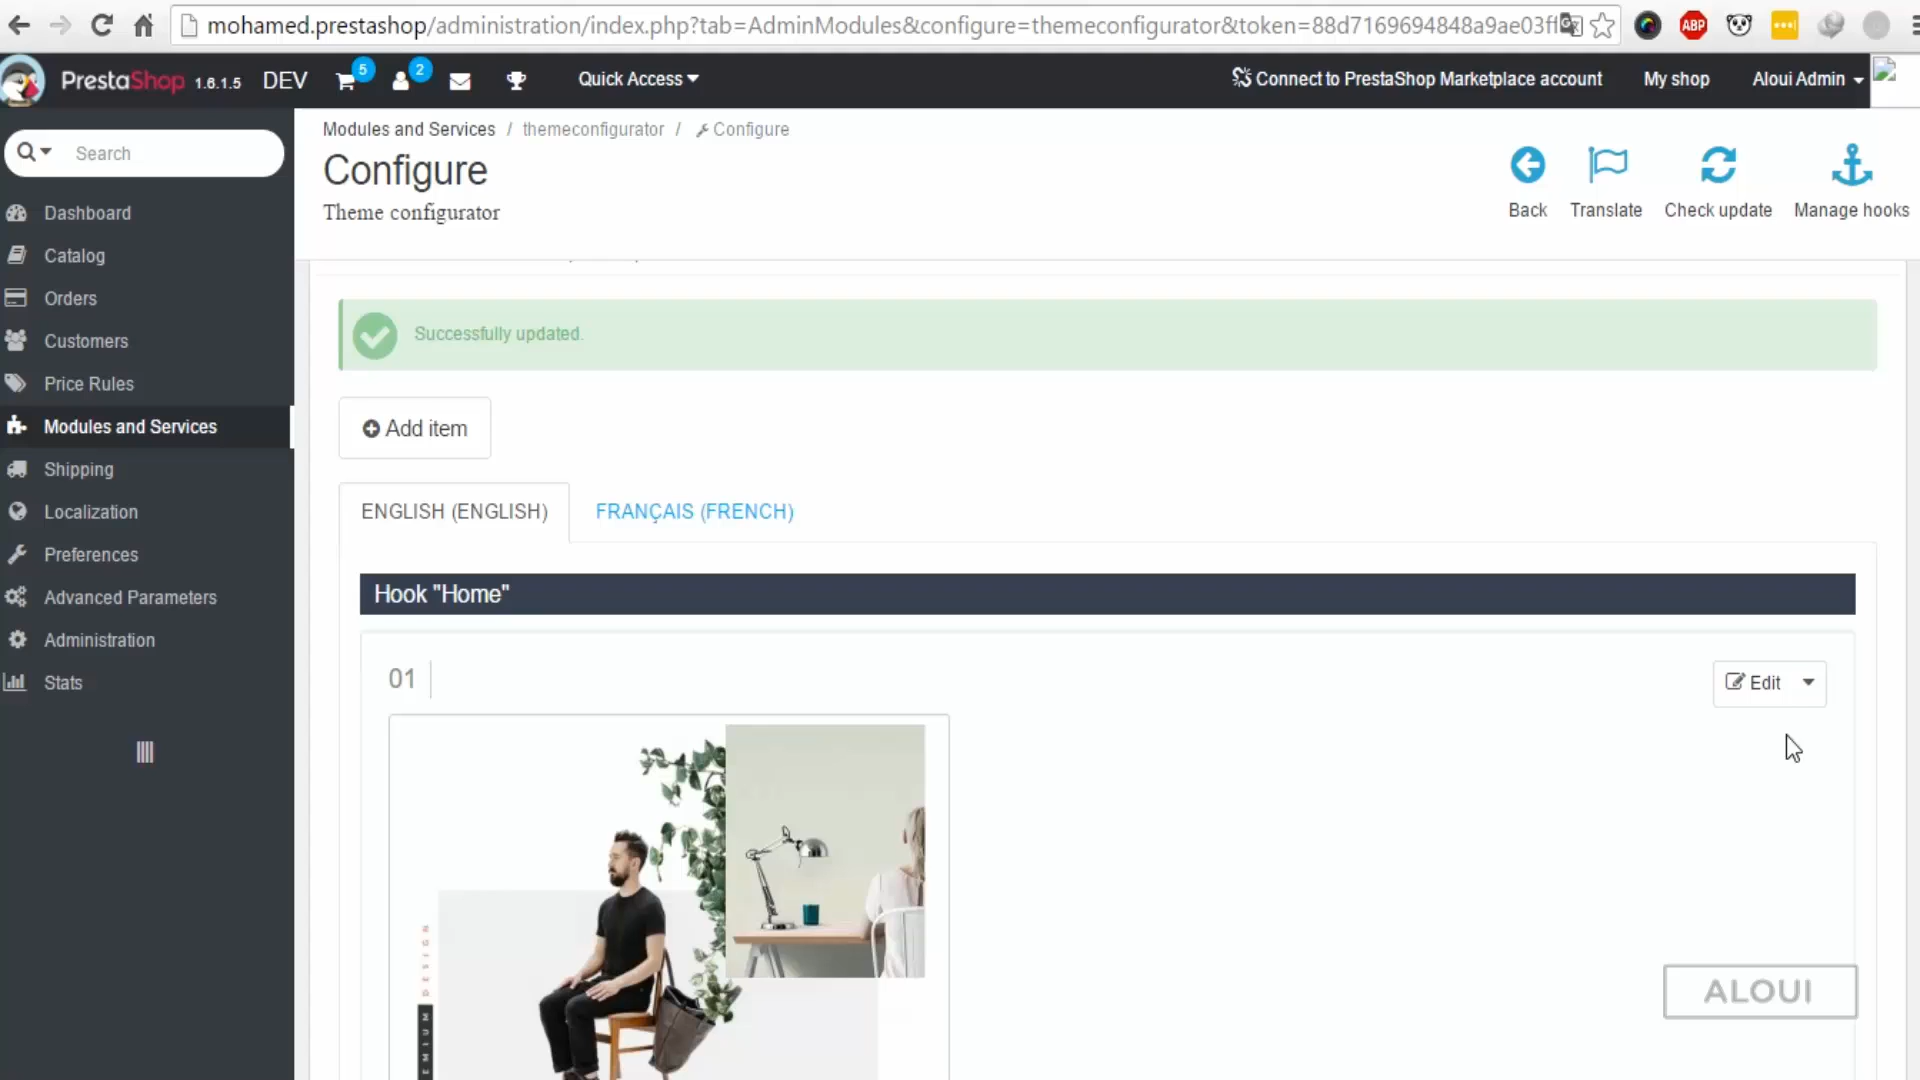 mohamed.prestashop/administration/index.php?tab=AdminModules&configure=themeconfigurator&token=88d7169694848a9ae03ff
ABP
PrestaShop 1.6.1.5 DEV 5 2 Quick Access Connect to PrestaShop Marketplace account My shop Aloui Admin
Search
Dashboard
Catalog
Orders
Customers
Price Rules
Modules and Services
Shipping
Localization
Preferences
Advanced Parameters
Administration
Stats
Modules and Services / themeconfigurator / Configure
Configure
Theme configurator
Back Translate Check update Manage hooks
Successfully updated.
Add item
ENGLISH (ENGLISH) FRANÇAIS (FRENCH)
Hook "Home"
01
Edit
DESIGN
ALOUI